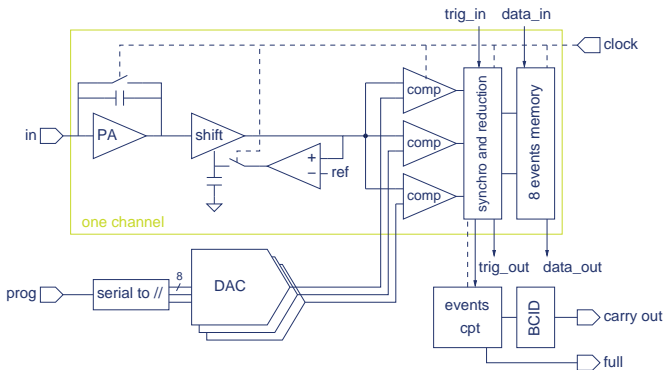 trig_in
data_in
clock
comp
in
PA
shift
comp
+
−
ref
comp
synchro and reduction
8 events memory
one channel
trig_out
data_out
8
prog
serial to //
DAC
events
cpt
BCID
carry out
full